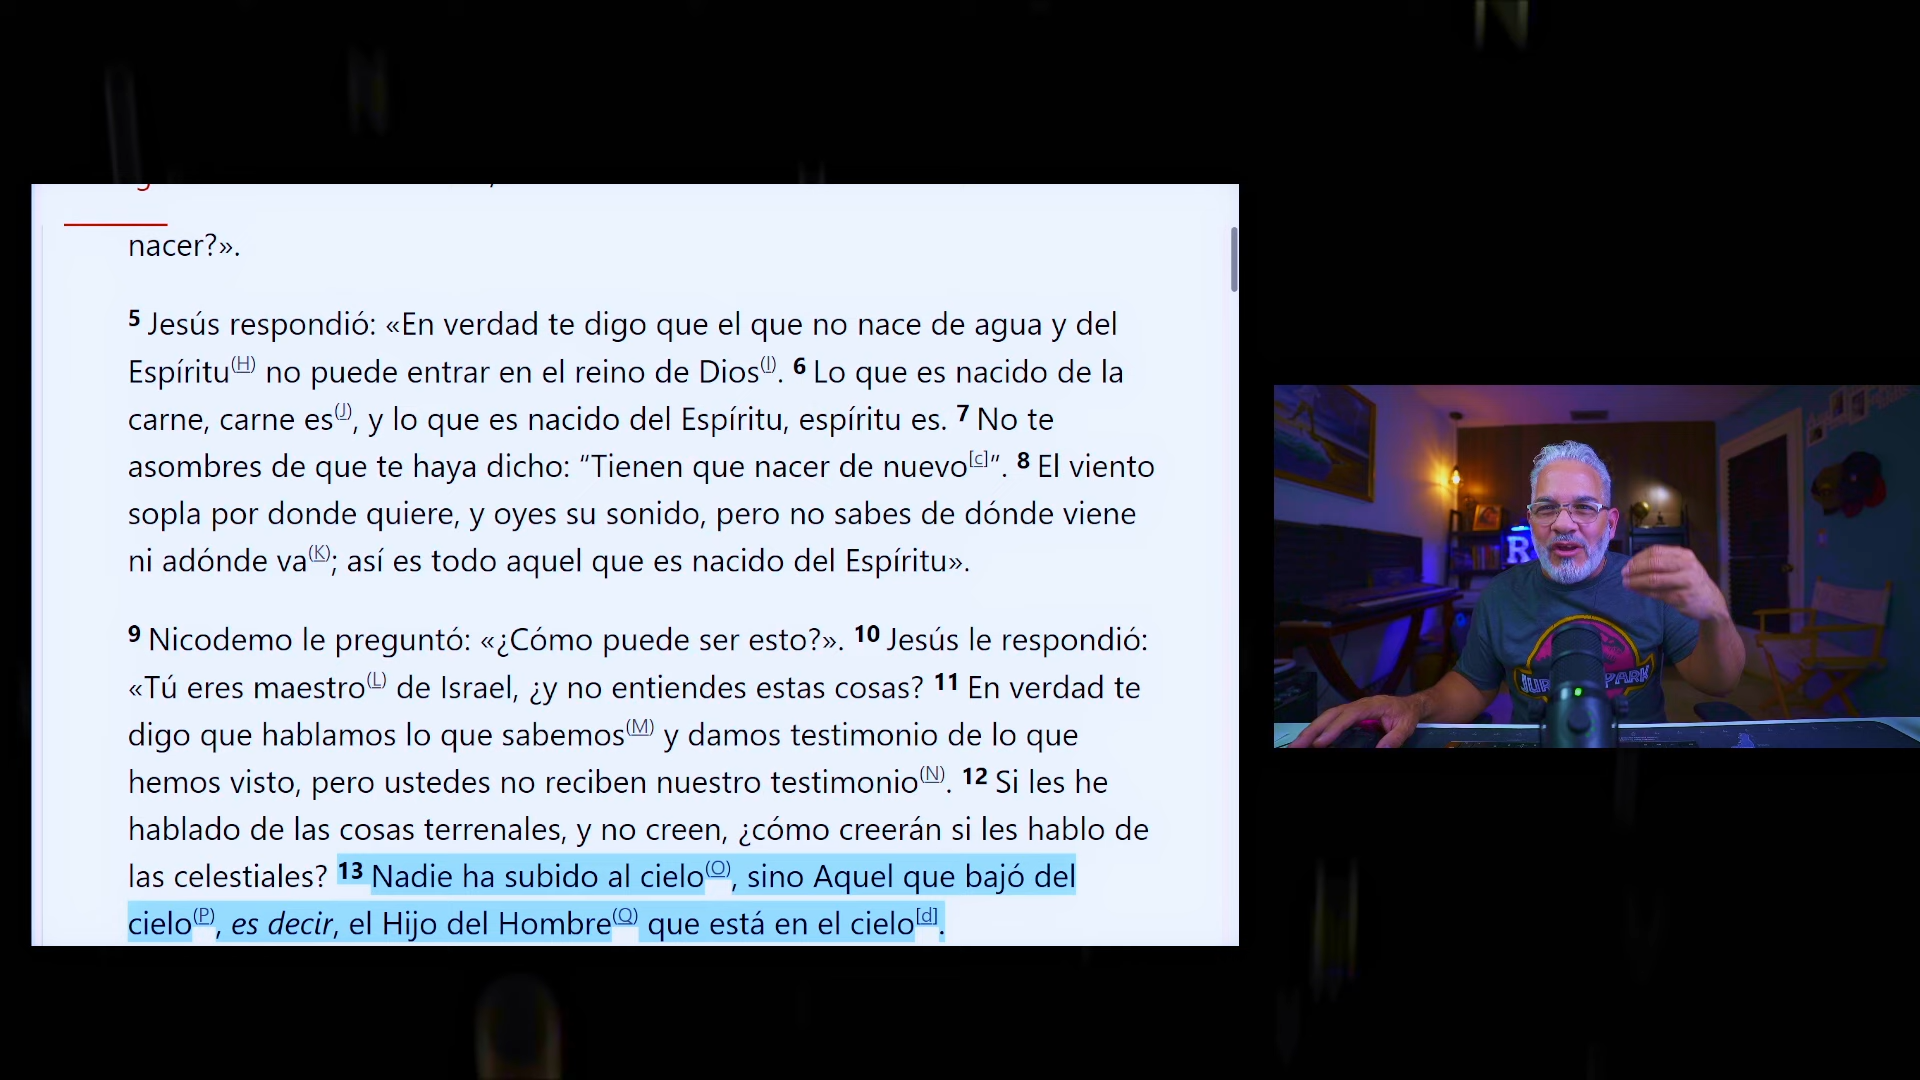 nacer?».
5 Jesús respondió: «En verdad te digo que el que no nace de agua y del
Espíritu(H) no puede entrar en el reino de Dios(I). 6 Lo que es nacido de la
carne, carne es(J), y lo que es nacido del Espíritu, espíritu es. 7 No te
asombres de que te haya dicho: “Tienen que nacer de nuevo[c]”. 8 El viento
sopla por donde quiere, y oyes su sonido, pero no sabes de dónde viene
ni adónde va(K); así es todo aquel que es nacido del Espíritu».
9 Nicodemo le preguntó: «¿Cómo puede ser esto?». 10 Jesús le respondió:
«Tú eres maestro(L) de Israel, ¿y no entiendes estas cosas? 11 En verdad te
digo que hablamos lo que sabemos(M) y damos testimonio de lo que
hemos visto, pero ustedes no reciben nuestro testimonio(N). 12 Si les he
hablado de las cosas terrenales, y no creen, ¿cómo creerán si les hablo de
las celestiales? 13 Nadie ha subido al cielo(O), sino Aquel que bajó del
cielo(P), es decir, el Hijo del Hombre(Q) que está en el cielo[d].
R